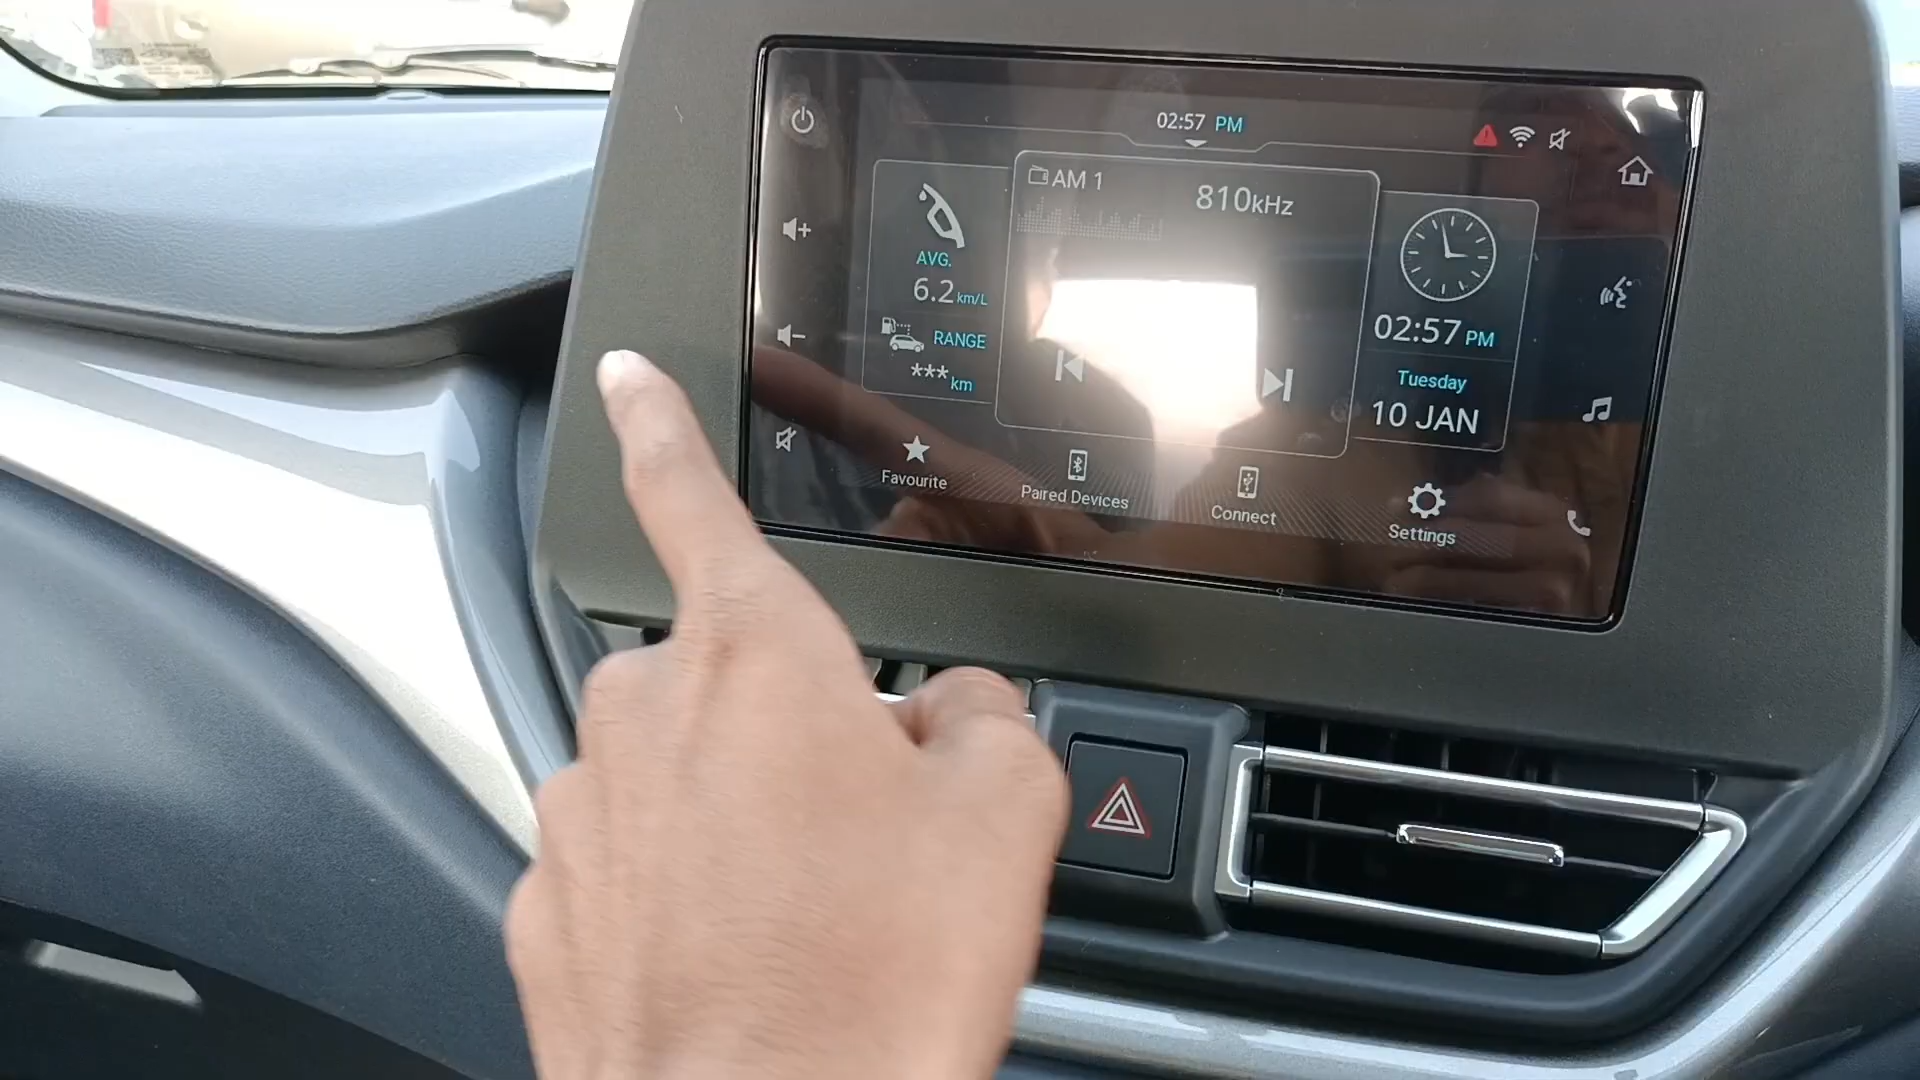 02:57 PM
AM 1
810kHz
AVG.
6.2 km/L
RANGE
*** km
02:57 PM
Tuesday
10 JAN
Favourite
Paired Devices
Connect
Settings